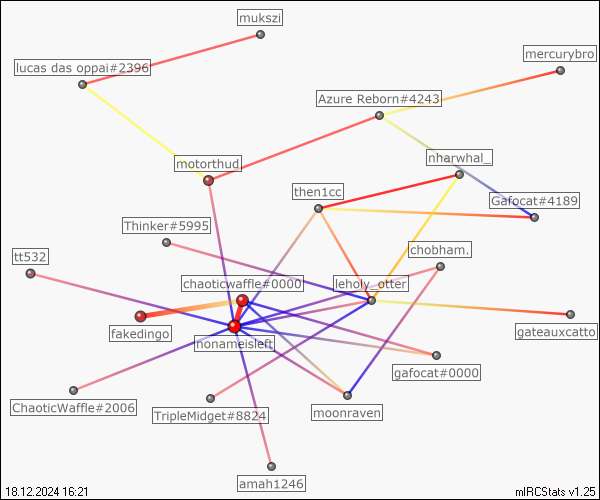 mukszi
lucas das oppai#2396
mercurybro
Azure Reborn#4243
motorthud
nharwhal_
then1cc
Gafocat#4189
Thinker#5995
chobham.
tt532
chaoticwaffle#0000
leholy_otter
fakedingo
nonameisleft
gateauxcatto
gafocat#0000
ChaoticWaffle#2006
TripleMidget#8824
moonraven
amah1246
18.12.2024 16:21
mIRCStats v1.25